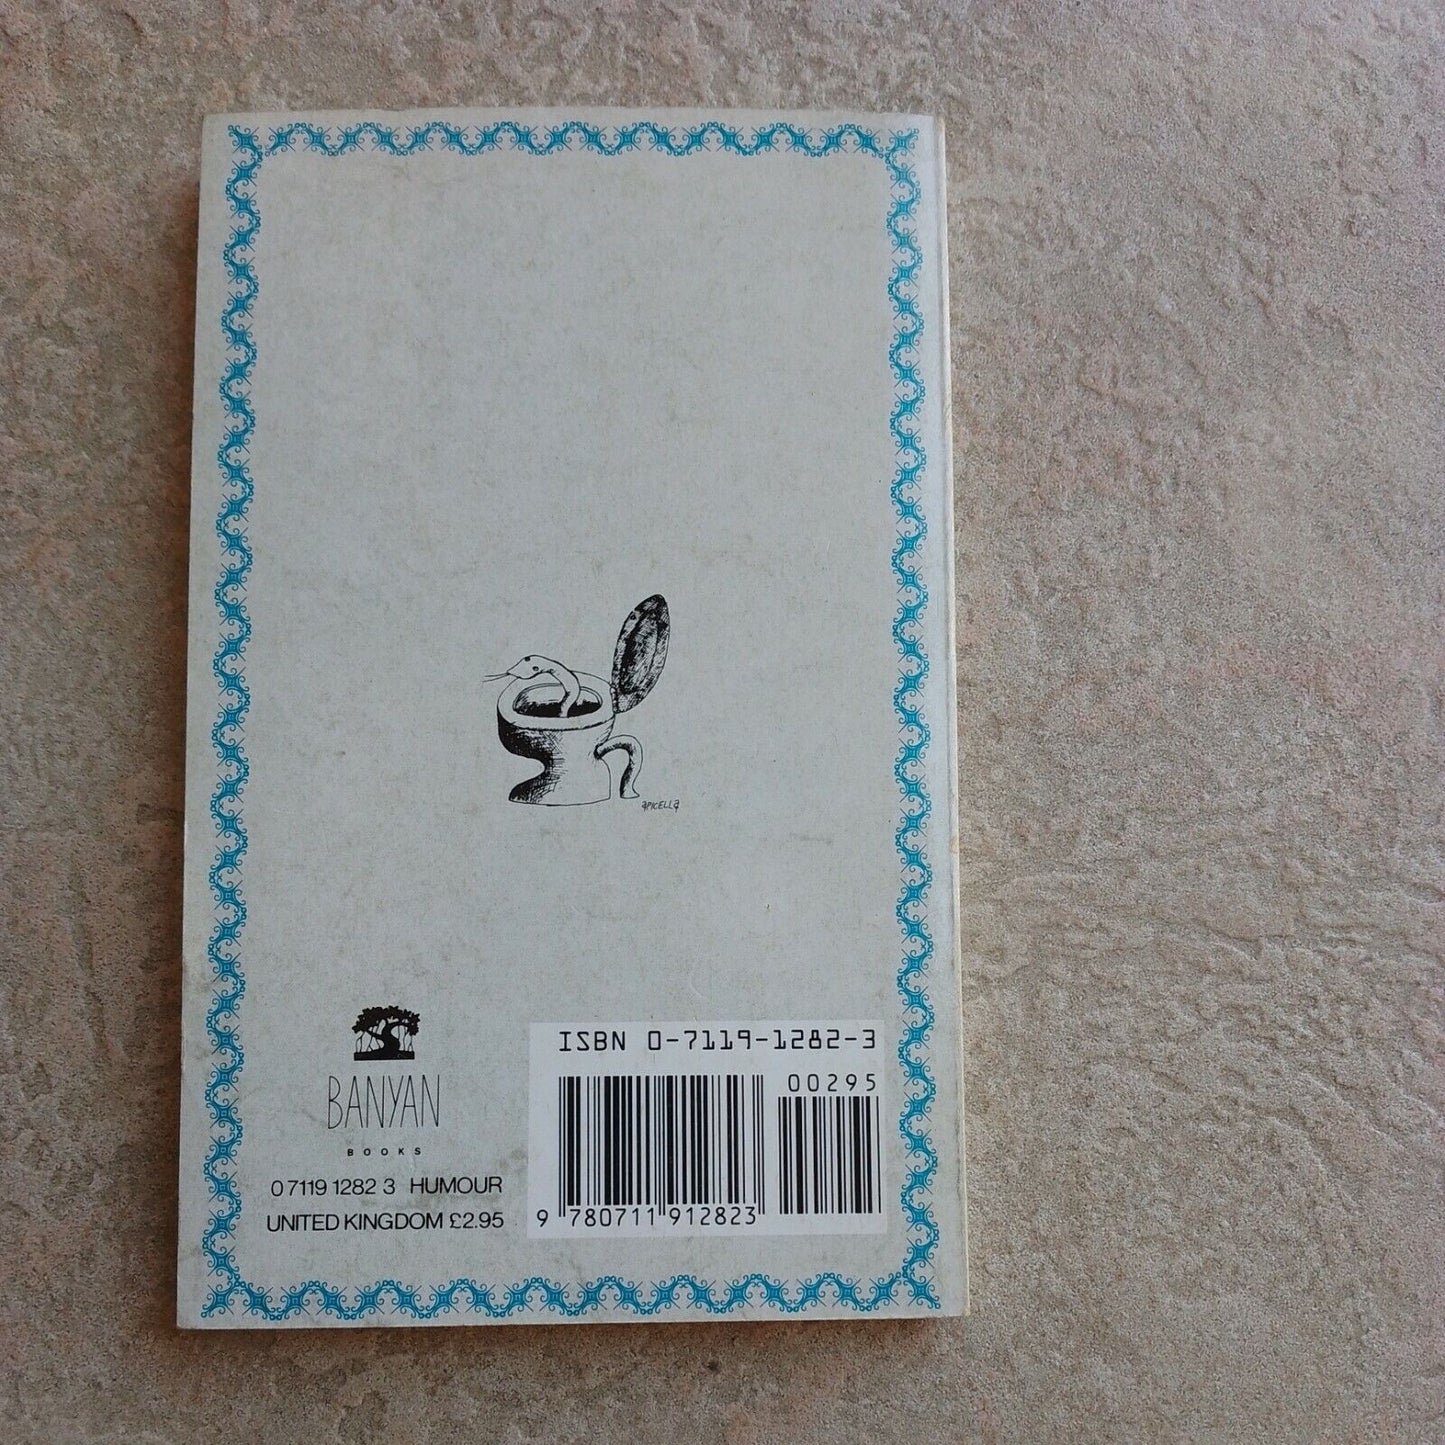 aPICELLa
BANYAN
BOOKS
0 7119 1282 3 HUMOUR
UNITED KINGDOM £2.95
ISBN 0-7119-1282-3
00295
9 780711 912823